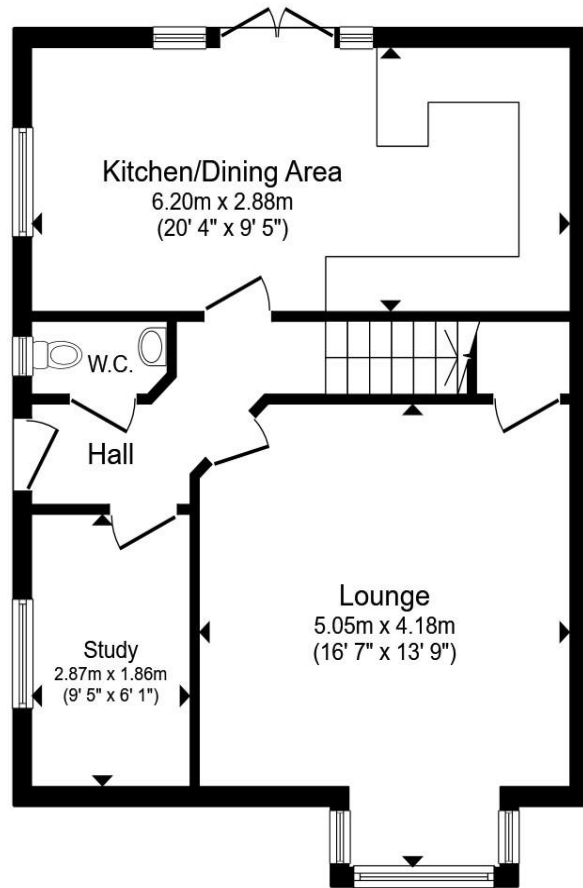 Kitchen/Dining Area
6.20m x 2.88m
(20' 4" x 9' 5")
W.C.
Hall
Lounge
5.05m x 4.18m
(16' 7" x 13' 9")
Study
2.87m x 1.86m
(9' 5" x 6' 1")